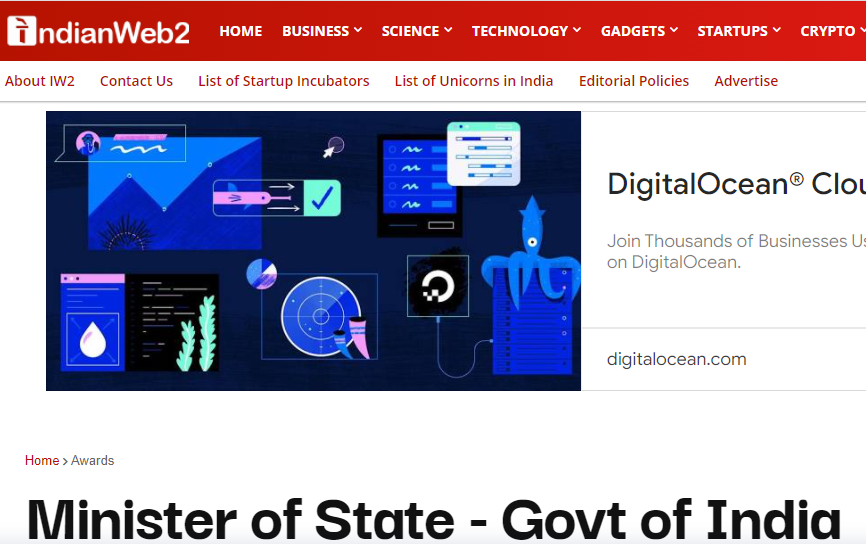 indianWeb2 HOME BUSINESS SCIENCE TECHNOLOGY GADGETS STARTUPS CRYPTO
About IW2 Contact Us List of Startup Incubators List of Unicorns in India Editorial Policies Advertise
DigitalOcean® Clou
Join Thousands of Businesses Us
on DigitalOcean.
digitalocean.com
Home > Awards
Minister of State - Govt of India